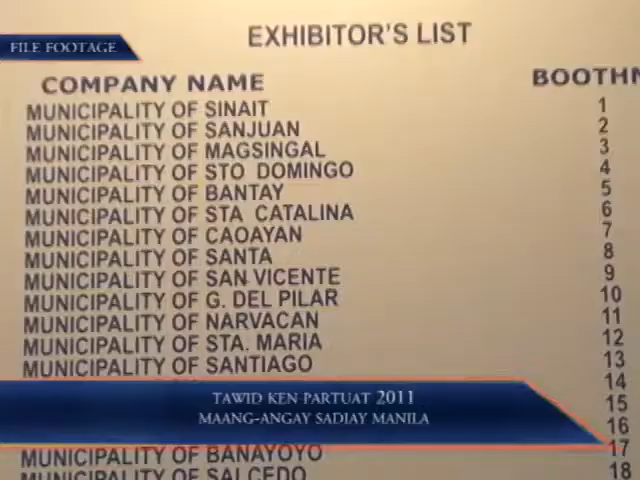 FILE FOOTAGE
EXHIBITOR'S LIST
COMPANY NAME BOOTHN
MUNICIPALITY OF SINAIT 1
MUNICIPALITY OF SANJUAN 2
MUNICIPALITY OF MAGSINGAL 3
MUNICIPALITY OF STO DOMINGO 4
MUNICIPALITY OF BANTAY 5
MUNICIPALITY OF STA CATALINA 6
MUNICIPALITY OF CAOAYAN 7
MUNICIPALITY OF SANTA 8
MUNICIPALITY OF SAN VICENTE 9
MUNICIPALITY OF G. DEL PILAR 10
MUNICIPALITY OF NARVACAN 11
MUNICIPALITY OF STA. MARIA 12
MUNICIPALITY OF SANTIAGO 13
14
TAWID KEN PARTUAT 2011
15
MAANG-ANGAY SADIAY MANILA
16
MUNICIPALITY OF BANAYOYO 17
MUNICIPALITY OF SALCEDO 18